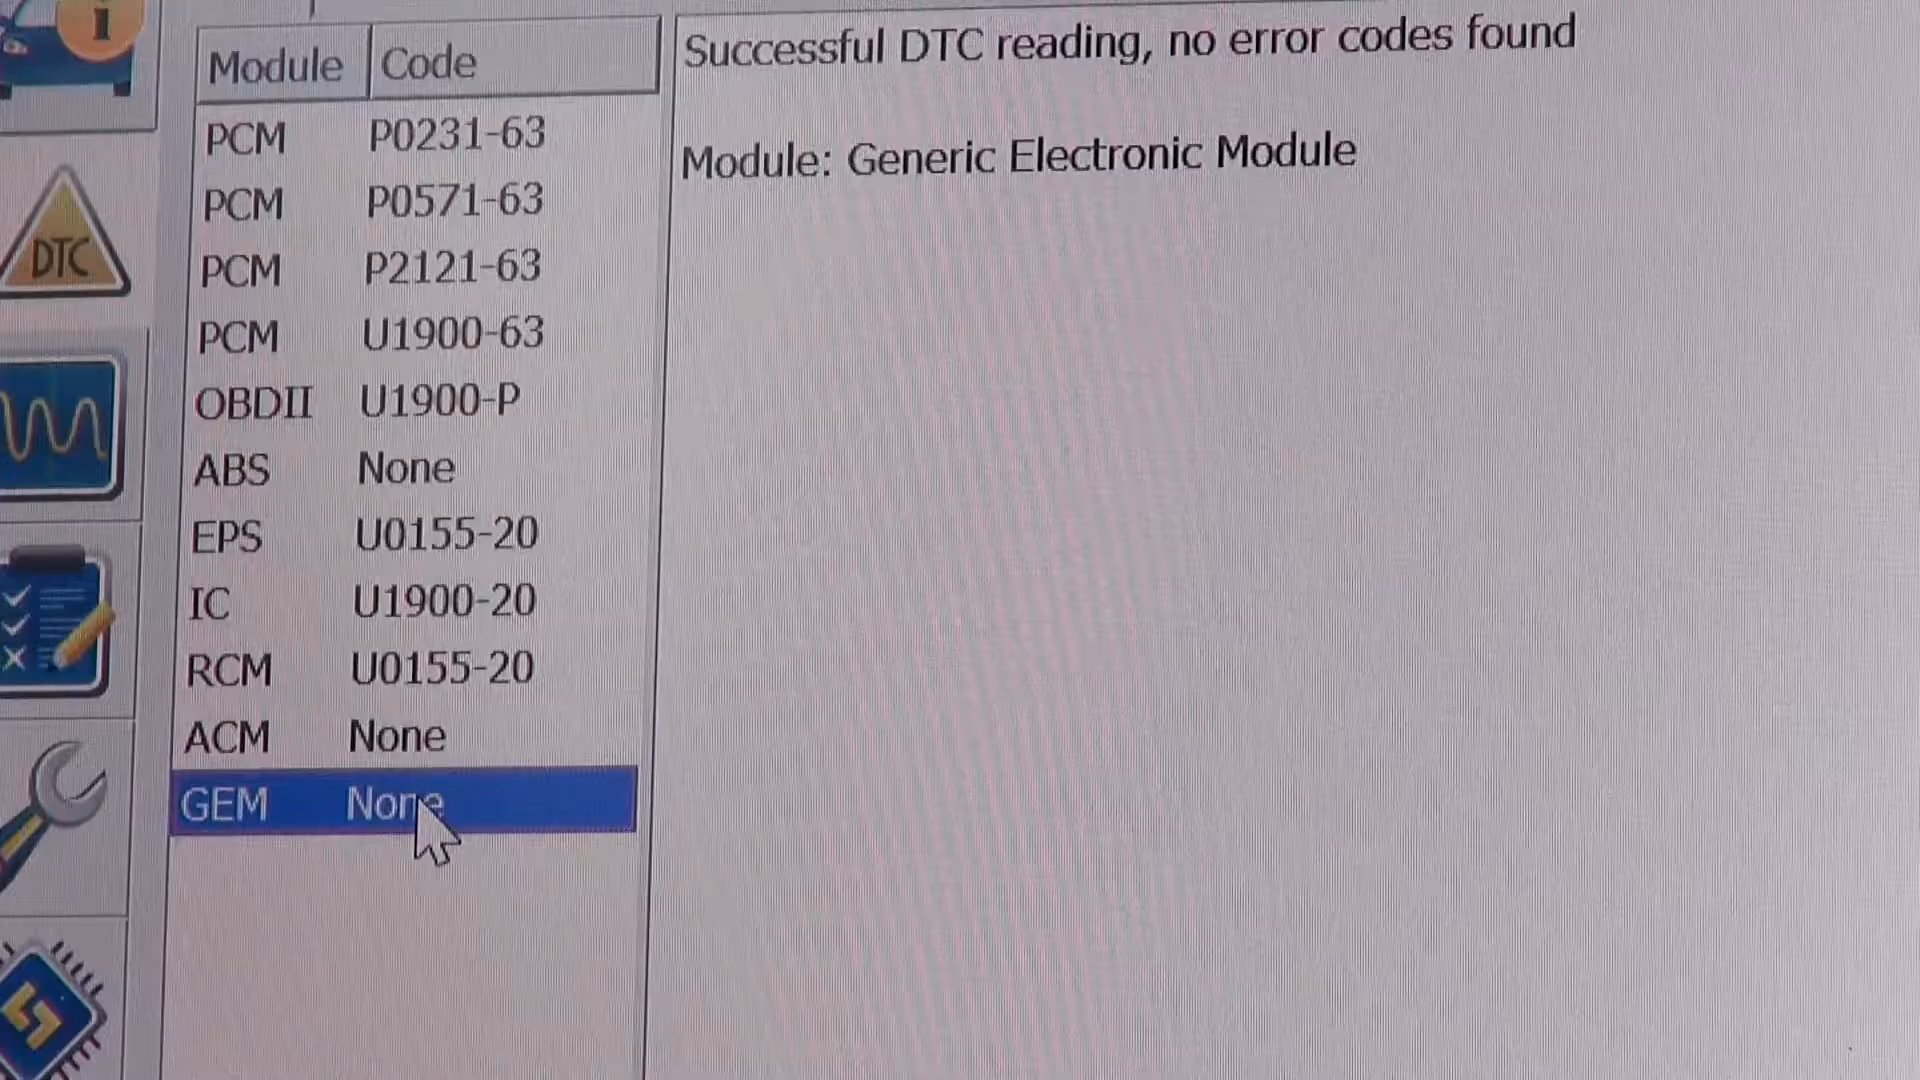 i
Module Code
PCM P0231-63
PCM P0571-63
PCM P2121-63
PCM U1900-63
OBDII U1900-P
ABS None
EPS U0155-20
IC U1900-20
RCM U0155-20
ACM None
GEM None
Successful DTC reading, no error codes found
Module: Generic Electronic Module
DTC